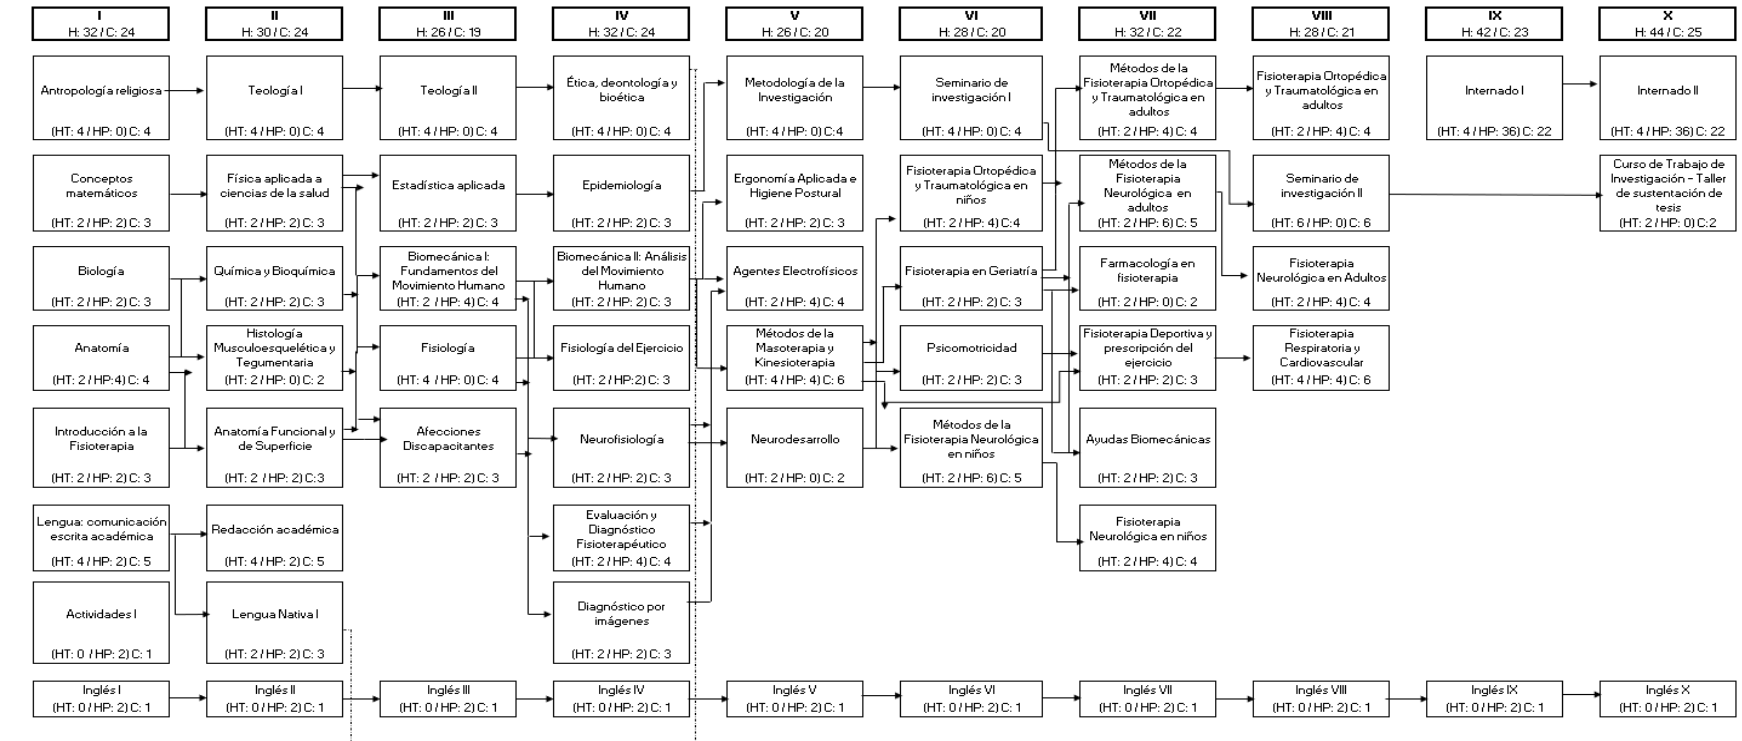 I
H: 32 / C: 24
II
H: 30 / C: 24
III
H: 26 / C: 19
IV
H: 32 / C: 24
V
H: 26 / C: 20
VI
H: 28 / C: 20
VII
H: 32 / C: 22
VIII
H: 28 / C: 21
IX
H: 42 / C: 23
X
H: 44 / C: 25
Antropología religiosa
(HT: 4 / HP: 0) C: 4
Teología I
(HT: 4 / HP: 0) C: 4
Teología II
(HT: 4 / HP: 0) C: 4
Ética, deontología y
bioética
(HT: 4 / HP: 0) C: 4
Metodología de la
Investigación
(HT: 4 / HP: 0) C: 4
Seminario de
investigación I
(HT: 4 / HP: 0) C: 4
Métodos de la
Fisioterapia Ortopédica
y Traumatológica en
adultos
(HT: 2 / HP: 4) C: 4
Fisioterapia Ortopédica
y Traumatológica en
adultos
(HT: 2 / HP: 4) C: 4
Internado I
(HT: 4 / HP: 36) C: 22
Internado II
(HT: 4 / HP: 36) C: 22
Conceptos
matemáticos
(HT: 2 / HP: 2) C: 3
Física aplicada a
ciencias de la salud
(HT: 2 / HP: 2) C: 3
Estadística aplicada
(HT: 2 / HP: 2) C: 3
Epidemiología
(HT: 2 / HP: 2) C: 3
Ergonomía Aplicada e
Higiene Postural
(HT: 2 / HP: 2) C: 3
Fisioterapia Ortopédica
y Traumatológica en
niños
(HT: 2 / HP: 4) C:4
Métodos de la
Fisioterapia
Neurológica en
adultos
(HT: 2 / HP: 6) C: 5
Seminario de
investigación II
(HT: 6 / HP: 0) C: 6
Curso de Trabajo de
Investigación - Taller
de sustentación de
tesis
(HT: 2 / HP: 0) C:2
Biología
(HT: 2 / HP: 2) C: 3
Química y Bioquímica
(HT: 2 / HP: 2) C: 3
Biomecánica I:
Fundamentos del
Movimiento Humano
(HT: 2 / HP: 4) C: 4
Biomecánica II: Análisis
del Movimiento
Humano
(HT: 2 / HP: 2) C: 3
Agentes Electrofísicos
(HT: 2 / HP: 4) C: 4
Fisioterapia en Geriatría
(HT: 2 / HP: 2) C: 3
Farmacología en
fisioterapia
(HT: 2 / HP: 0) C: 2
Fisioterapia
Neurológica en Adultos
(HT: 2 / HP: 4) C: 4
Anatomía
(HT: 2 / HP:4) C: 4
Histología
Musculoesquelética y
Tegumentaria
(HT: 2 / HP: 0) C: 2
Fisiología
(HT: 4 / HP: 0) C: 4
Fisiología del Ejercicio
(HT: 2 / HP:2) C: 3
Métodos de la
Masoterapia y
Kinesioterapia
(HT: 4 / HP: 4) C: 6
Psicomotricidad
(HT: 2 / HP: 2) C: 3
Fisioterapia Deportiva y
prescripción del
ejercicio
(HT: 2 / HP: 2) C: 3
Fisioterapia
Respiratoria y
Cardiovascular
(HT: 4 / HP: 4) C: 6
Introducción a la
Fisioterapia
(HT: 2 / HP: 2) C: 3
Anatomía Funcional y
de Superficie
(HT: 2 / HP: 2) C:3
Afecciones
Discapacitantes
(HT: 2 / HP: 2) C: 3
Neurofisiología
(HT: 2 / HP: 2) C: 3
Neurodesarrollo
(HT: 2 / HP: 0) C: 2
Métodos de la
Fisioterapia Neurológica
en niños
(HT: 2 / HP: 6) C: 5
Ayudas Biomecánicas
(HT: 2 / HP: 2) C: 3
Lengua: comunicación
escrita académica
(HT: 4 / HP: 2) C: 5
Redacción académica
(HT: 4 / HP: 2) C: 5
Evaluación y
Diagnóstico
Fisioterapéutico
(HT: 2 / HP: 4) C: 4
Fisioterapia
Neurológica en niños
(HT: 2 / HP: 4) C: 4
Actividades I
(HT: 0 / HP: 2) C: 1
Lengua Nativa I
(HT: 2 / HP: 2) C: 3
Diagnóstico por
imágenes
(HT: 2 / HP: 2) C: 3
Inglés I
(HT: 0 / HP: 2) C: 1
Inglés II
(HT: 0 / HP: 2) C: 1
Inglés III
(HT: 0 / HP: 2) C: 1
Inglés IV
(HT: 0 / HP: 2) C: 1
Inglés V
(HT: 0 / HP: 2) C: 1
Inglés VI
(HT: 0 / HP: 2) C: 1
Inglés VII
(HT: 0 / HP: 2) C: 1
Inglés VIII
(HT: 0 / HP: 2) C: 1
Inglés IX
(HT: 0 / HP: 2) C: 1
Inglés X
(HT: 0 / HP: 2) C: 1